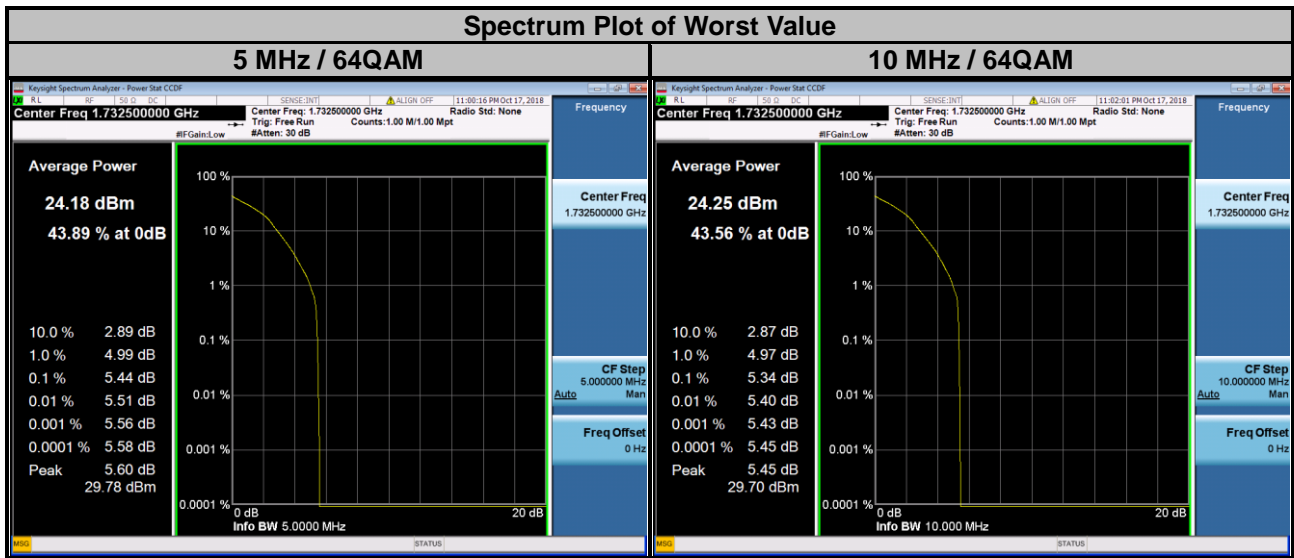 Spectrum Plot of Worst Value
5 MHz / 64QAM
10 MHz / 64QAM
Keysight Spectrum Analyzer - Power Stat CCDF
RL RF 50 Ω DC SENSE:INT ALIGN OFF 11:00:16 PM Oct 17, 2018
Center Freq 1.732500000 GHz
Center Freq: 1.732500000 GHz Radio Std: None
Trig: Free Run Counts:1.00 M/1.00 Mpt
#IFGain:Low #Atten: 30 dB
Frequency
Average Power
24.18 dBm
43.89 % at 0dB
10.0 % 2.89 dB
1.0 % 4.99 dB
0.1 % 5.44 dB
0.01 % 5.51 dB
0.001 % 5.56 dB
0.0001 % 5.58 dB
Peak 5.60 dB
29.78 dBm
100 %
10 %
1 %
0.1 %
0.01 %
0.001 %
0.0001 %
0 dB 20 dB
Info BW 5.0000 MHz
Center Freq
1.732500000 GHz
CF Step
5.000000 MHz
Auto Man
Freq Offset
0 Hz
MSG STATUS
Keysight Spectrum Analyzer - Power Stat CCDF
RL RF 50 Ω DC SENSE:INT ALIGN OFF 11:02:01 PM Oct 17, 2018
Center Freq 1.732500000 GHz
Center Freq: 1.732500000 GHz Radio Std: None
Trig: Free Run Counts:1.00 M/1.00 Mpt
#IFGain:Low #Atten: 30 dB
Frequency
Average Power
24.25 dBm
43.56 % at 0dB
10.0 % 2.87 dB
1.0 % 4.97 dB
0.1 % 5.34 dB
0.01 % 5.40 dB
0.001 % 5.43 dB
0.0001 % 5.45 dB
Peak 5.45 dB
29.70 dBm
100 %
10 %
1 %
0.1 %
0.01 %
0.001 %
0.0001 %
0 dB 20 dB
Info BW 10.000 MHz
Center Freq
1.732500000 GHz
CF Step
10.000000 MHz
Auto Man
Freq Offset
0 Hz
MSG STATUS